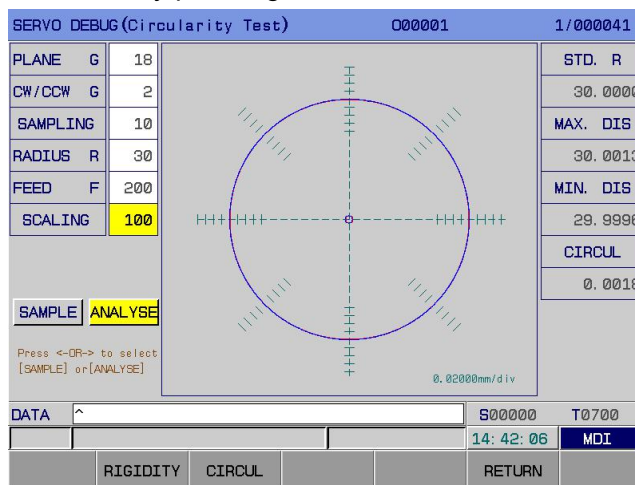 SERVO DEBUG(Circularity Test) O00001 1/000041
PLANE G 18
CW/CCW G 2
SAMPLING 10
RADIUS R 30
FEED F 200
SCALING 100
SAMPLE ANALYSE
Press <-OR-> to select
[SAMPLE] or[ANALYSE]
0.02000mm/div
STD. R
30.0000
MAX. DIS
30.0013
MIN. DIS
29.9996
CIRCUL
0.0018
DATA ^ S00000 T0700
14:42:06 MDI
RIGIDITY CIRCUL RETURN